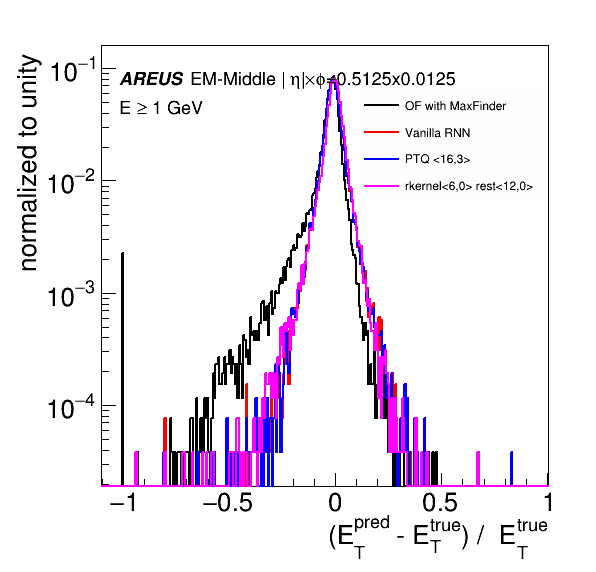 normalized to unity
AREUS EM-Middle | η|×ϕ=0.5125x0.0125
E ≥ 1 GeV
OF with MaxFinder
Vanilla RNN
PTQ <16,3>
rkernel<6,0> rest<12,0>
10⁻¹
10⁻²
10⁻³
10⁻⁴
−1 −0.5 0 0.5 1
(E_T^pred - E_T^true) / E_T^true